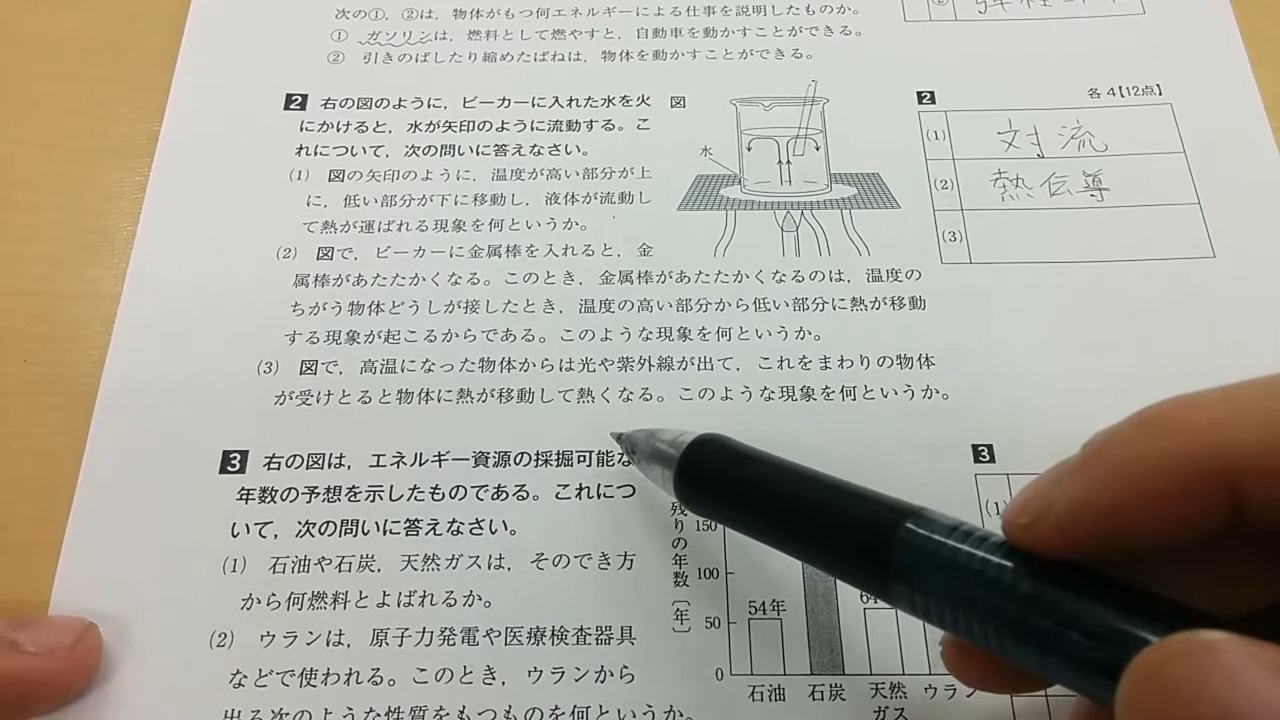 次の①，②は，物体がもつ何エネルギーによる仕事を説明したものか。
① ガソリンは，燃料として燃やすと，自動車を動かすことができる。
② 引きのばしたり縮めたばねは，物体を動かすことができる。
②
2 右の図のように，ビーカーに入れた水を火
にかけると，水が矢印のように流動する。こ
れについて，次の問いに答えなさい。
(1) 図の矢印のように，温度が高い部分が上
に，低い部分が下に移動し，液体が流動し
て熱が運ばれる現象を何というか。
(2) 図で，ビーカーに金属棒を入れると，金
属棒があたたかくなる。このとき，金属棒があたたかくなるのは，温度の
ちがう物体どうしが接したとき，温度の高い部分から低い部分に熱が移動
する現象が起こるからである。このような現象を何というか。
(3) 図で，高温になった物体からは光や紫外線が出て，これをまわりの物体
が受けとると物体に熱が移動して熱くなる。このような現象を何というか。
図
水
2 各4【12点】
(1) 対流
(2) 熱伝導
(3)
3 右の図は，エネルギー資源の採掘可能な
年数の予想を示したものである。これにつ
いて，次の問いに答えなさい。
(1) 石油や石炭，天然ガスは，そのでき方
から何燃料とよばれるか。
(2) ウランは，原子力発電や医療検査器具
などで使われる。このとき，ウランから
出る次のような性質をもつものを何というか。
残りの年数〔年〕
150
100
50
0
54年
石油
石炭
天然ガス
ウラン
3
(1)